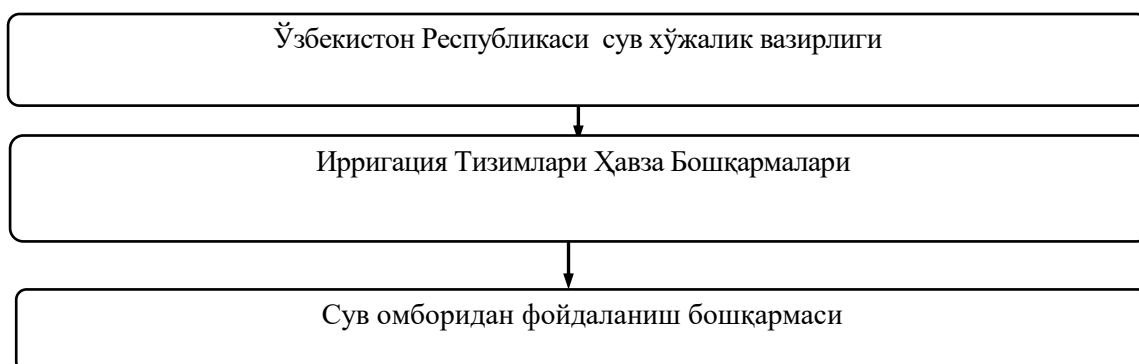 Ўзбекистон Республикаси сув хўжалик вазирлиги
Ирригация Тизимлари Ҳавза Бошқармалари
Сув омборидан фойдаланиш бошқармаси